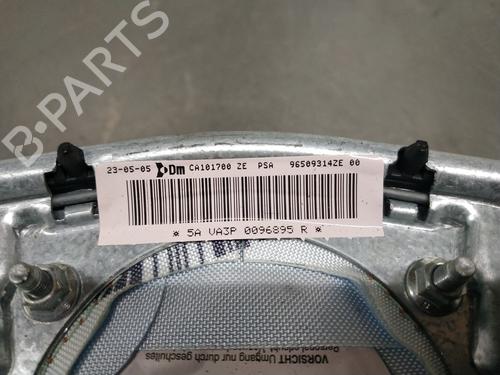 23-05-05 Dm CA101700 ZE PSA 96509314ZE 00
* 5A VA3P 0096895 R *
VORSICHT Umgang nur durch geschultes
B-PARTS